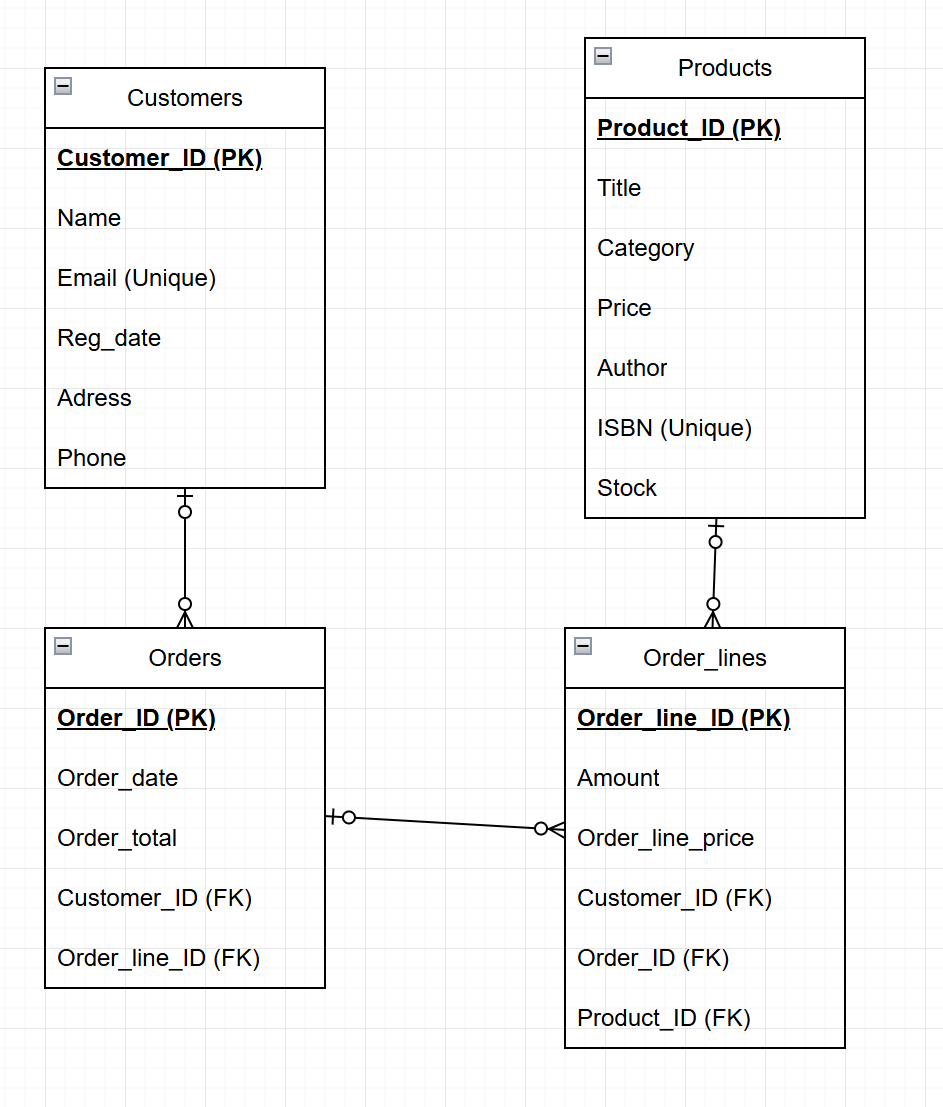 Customers
Customer_ID (PK)
Name
Email (Unique)
Reg_date
Adress
Phone
Products
Product_ID (PK)
Title
Category
Price
Author
ISBN (Unique)
Stock
Orders
Order_ID (PK)
Order_date
Order_total
Customer_ID (FK)
Order_line_ID (FK)
Order_lines
Order_line_ID (PK)
Amount
Order_line_price
Customer_ID (FK)
Order_ID (FK)
Product_ID (FK)